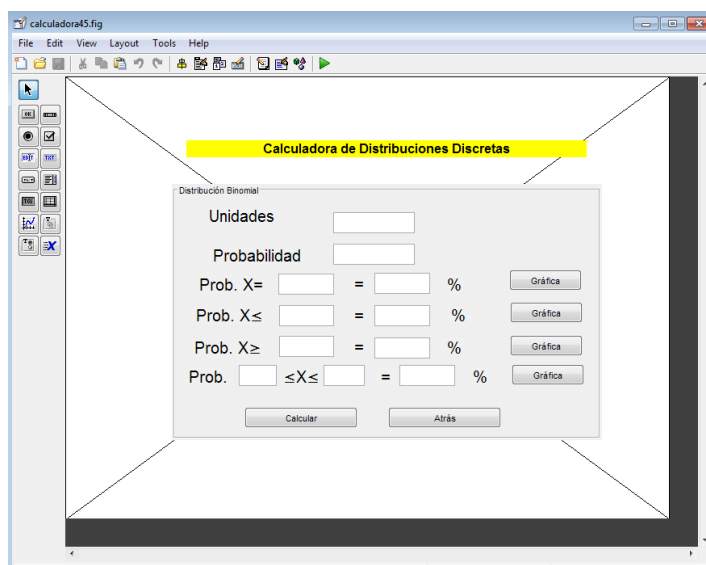 calculadora45.fig
File Edit View Layout Tools Help
Calculadora de Distribuciones Discretas
Distribución Binomial
Unidades
Probabilidad
Prob. X= = % Gráfica
Prob. X≤ = % Gráfica
Prob. X≥ = % Gráfica
Prob. ≤X≤ = % Gráfica
Calcular Atrás